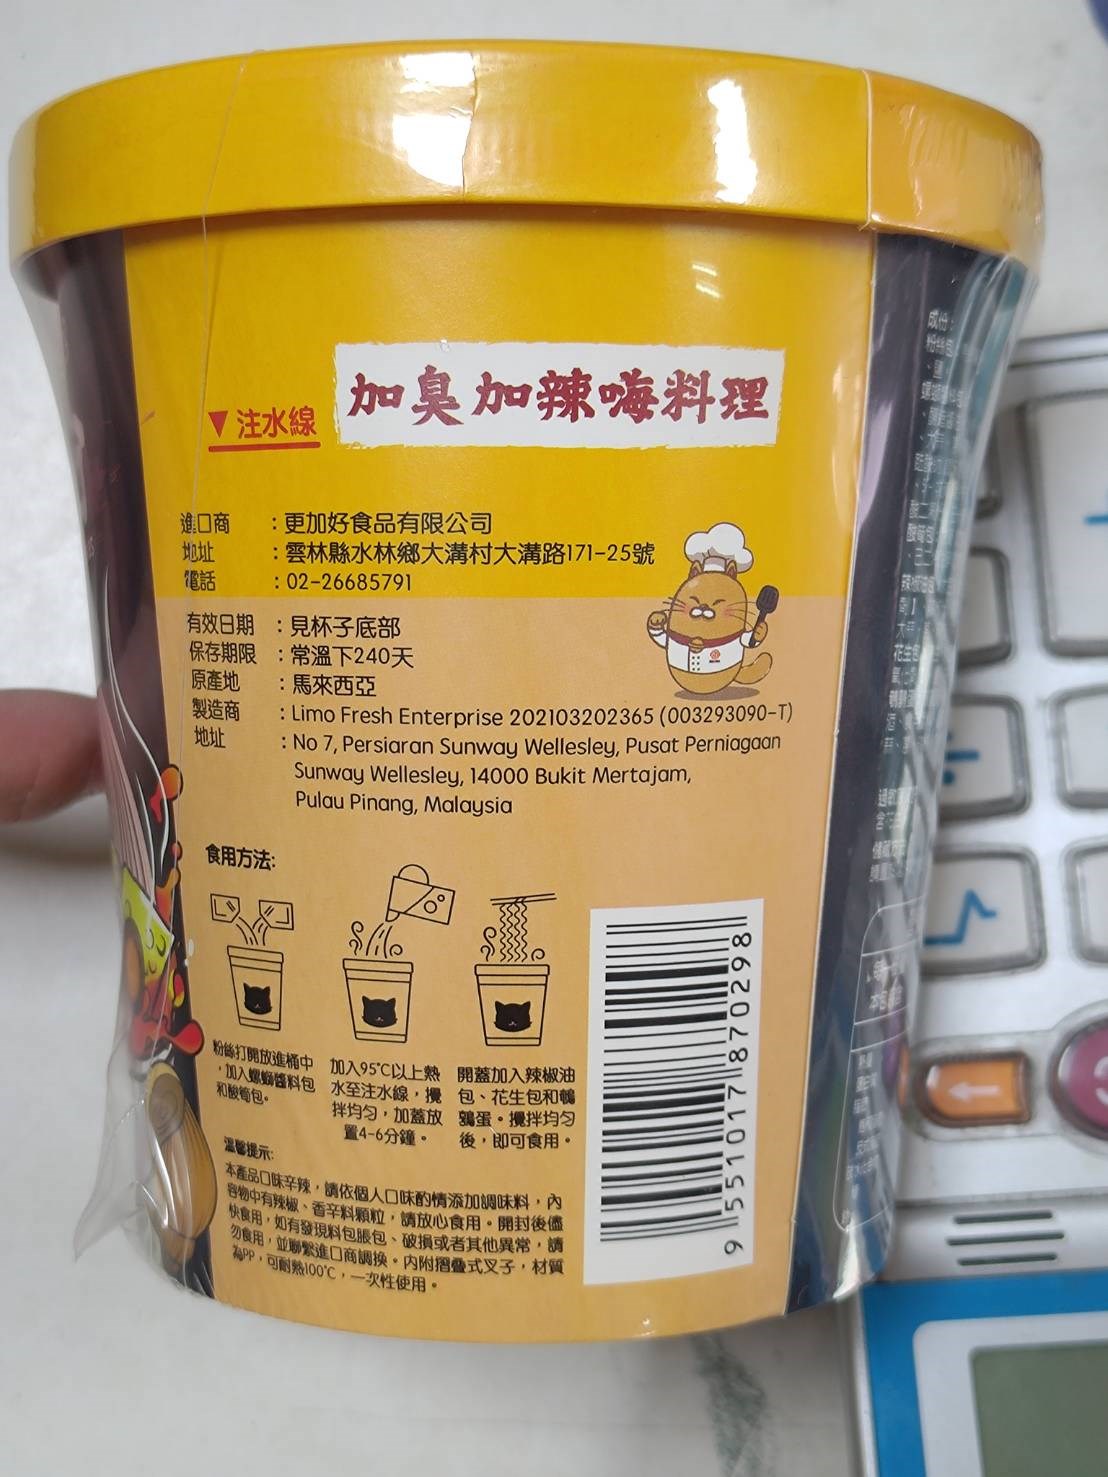 加臭加辣嗨料理
▼注水線
進口商 :更加好食品有限公司
地址 :雲林縣水林鄉大溝村大溝路171-25號
電話 :02-26685791
有效日期 :見杯子底部
保存期限 :常溫下240天
原產地 :馬來西亞
製造商 :Limo Fresh Enterprise 202103202365 (003293090-T)
地址 :No 7, Persiaran Sunway Wellesley, Pusat Perniagaan
Sunway Wellesley, 14000 Bukit Mertajam,
Pulau Pinang, Malaysia
食用方法:
粉絲打開放進桶中
,加入螺螄醬料包
和酸筍包。
加入95°C以上熱
水至注水線,攪
拌均勻,加蓋放
置4-6分鐘。
開蓋加入辣椒油
包、花生包和鵪
鶉蛋。攪拌均勻
後,即可食用。
溫馨提示:
本產品口味辛辣,請依個人口味酌情添加調味料,內
容物中有辣椒、香辛料顆粒,請放心食用。開封後儘
快食用,如有發現料包脹包、破損或者其他異常,請
勿食用,並聯繫進口商調換。內附摺疊式叉子,材質
為PP,可耐熱100°C,一次性使用。
9 551017 870298
成份: